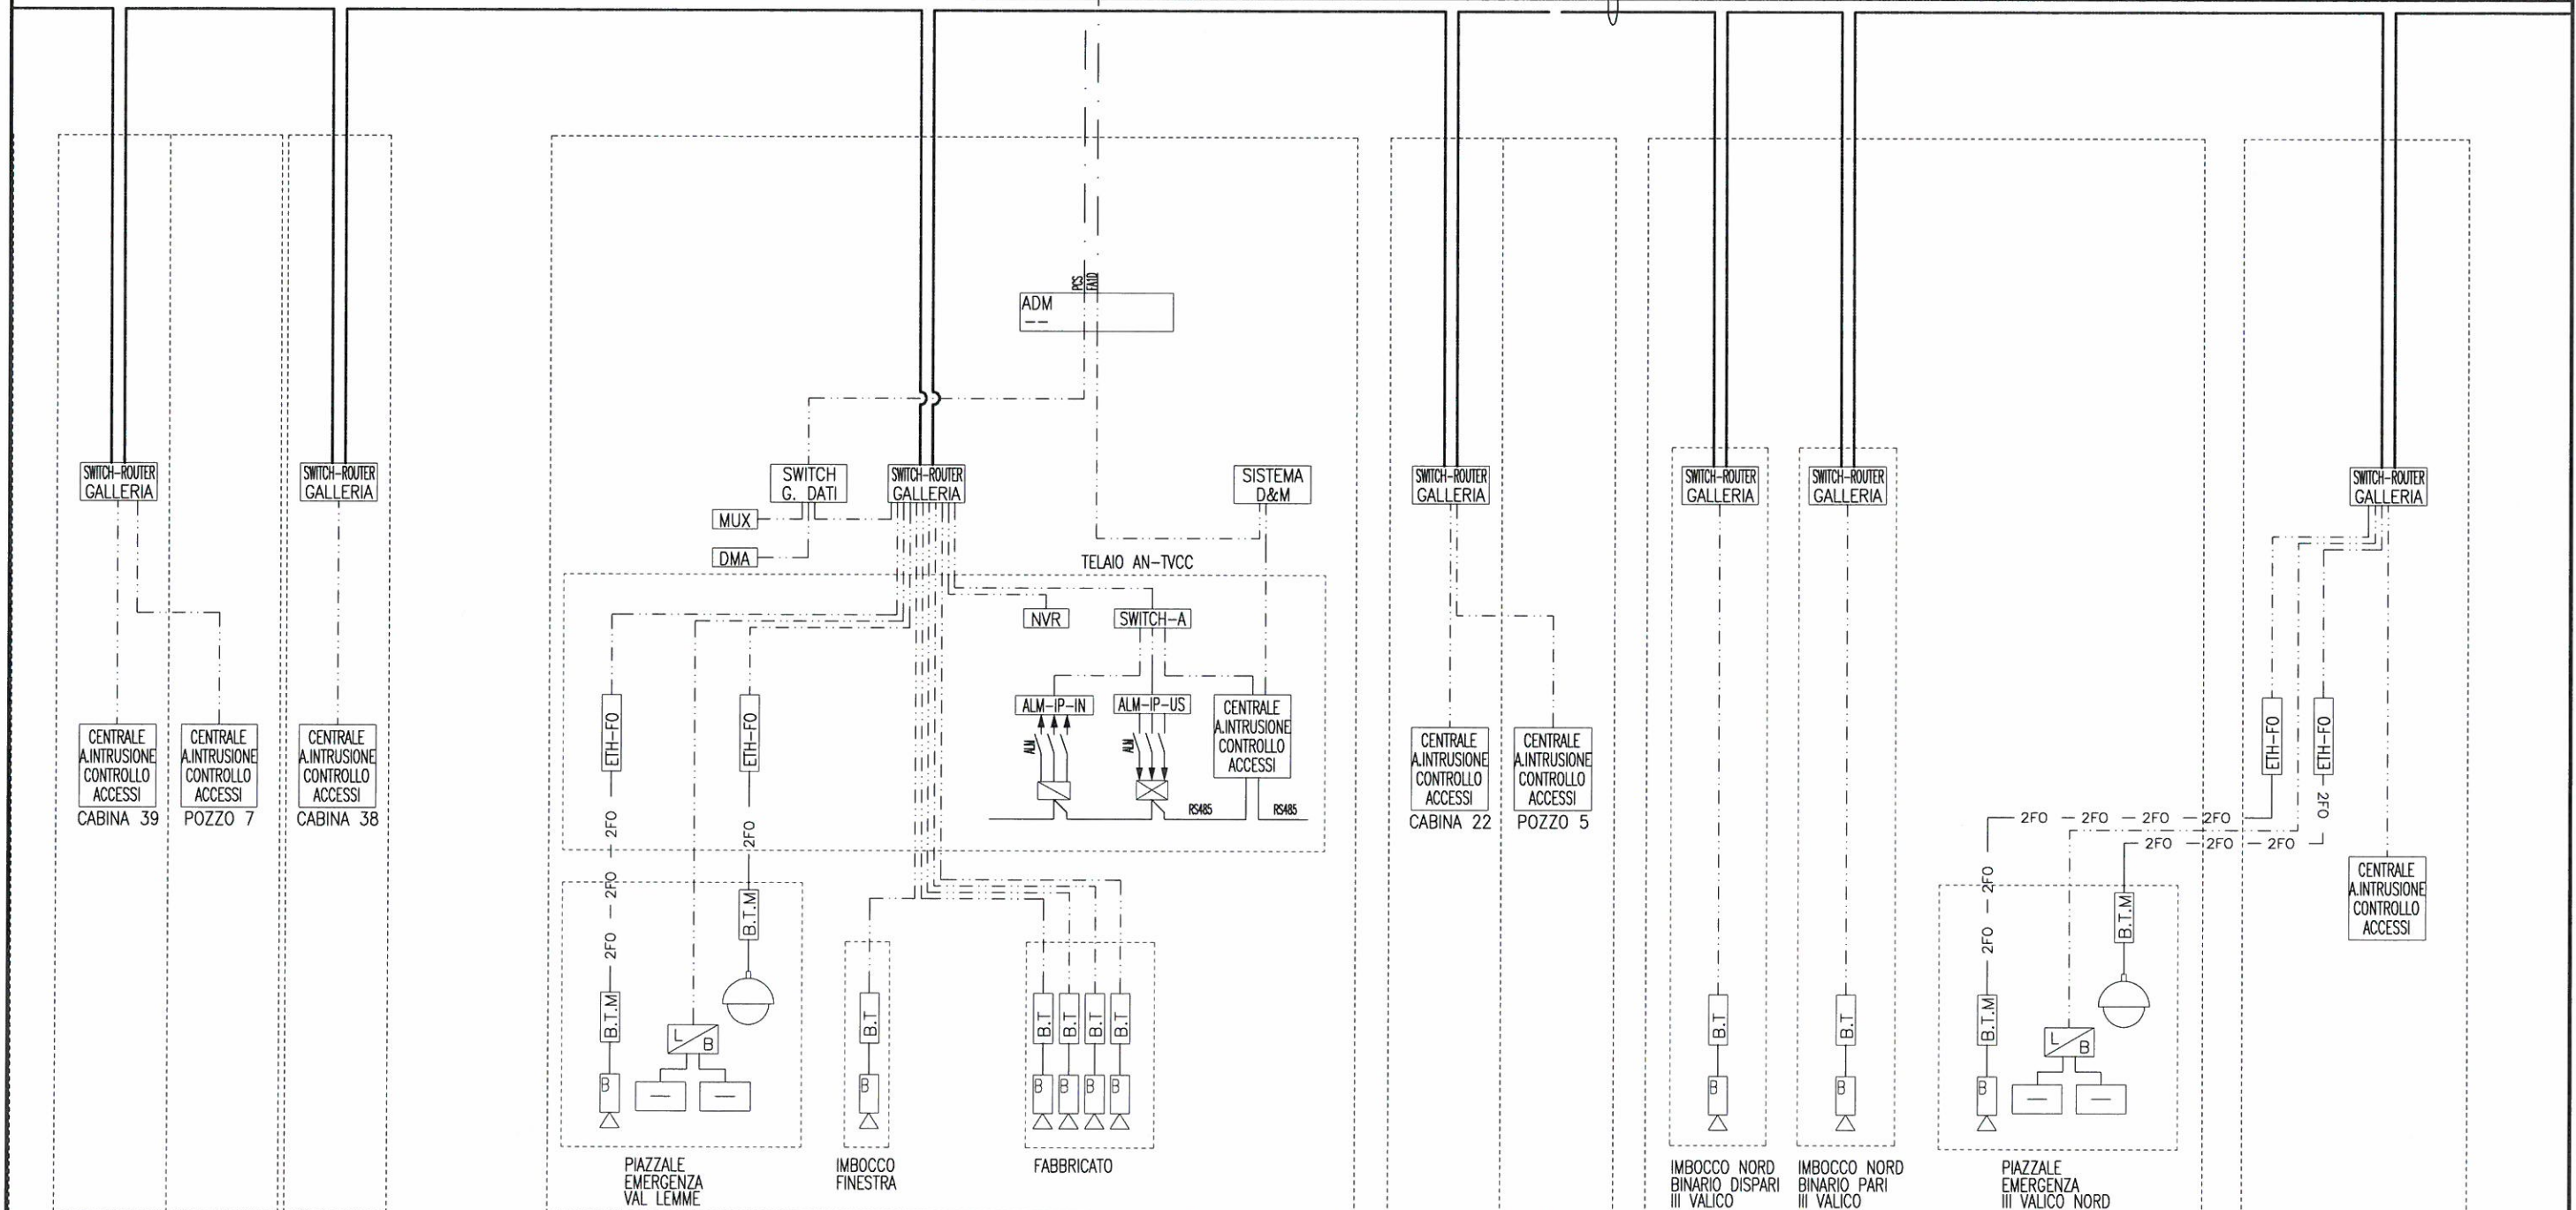 PCS
FA1D
ADM
--
SWITCH-ROUTER
GALLERIA
SWITCH-ROUTER
GALLERIA
SWITCH
G. DATI
SWITCH-ROUTER
GALLERIA
SISTEMA
D&M
SWITCH-ROUTER
GALLERIA
SWITCH-ROUTER
GALLERIA
SWITCH-ROUTER
GALLERIA
SWITCH-ROUTER
GALLERIA
MUX
DMA
TELAIO AN-TVCC
NVR
SWITCH-A
ETH-FO
ETH-FO
ALM-IP-IN
ALM-IP-US
ALM
ALM
CENTRALE
A.INTRUSIONE
CONTROLLO
ACCESSI
RS485
RS485
CENTRALE
A.INTRUSIONE
CONTROLLO
ACCESSI
CABINA 39
CENTRALE
A.INTRUSIONE
CONTROLLO
ACCESSI
POZZO 7
CENTRALE
A.INTRUSIONE
CONTROLLO
ACCESSI
CABINA 38
CENTRALE
A.INTRUSIONE
CONTROLLO
ACCESSI
CABINA 22
CENTRALE
A.INTRUSIONE
CONTROLLO
ACCESSI
POZZO 5
ETH-FO
ETH-FO
2FO
2FO
2FO
2FO
2FO
2FO 2FO 2FO 2FO
2FO 2FO 2FO
2FO
2FO
2FO
CENTRALE
A.INTRUSIONE
CONTROLLO
ACCESSI
B.T.M
B.T.M
L
B
B
B.T
B
B.T
B.T
B.T
B.T
B
B
B
B
B.T
B
B.T
B
B.T.M
B.T.M
L
B
B
PIAZZALE
EMERGENZA
VAL LEMME
IMBOCCO
FINESTRA
FABBRICATO
IMBOCCO NORD
BINARIO DISPARI
III VALICO
IMBOCCO NORD
BINARIO PARI
III VALICO
PIAZZALE
EMERGENZA
III VALICO NORD